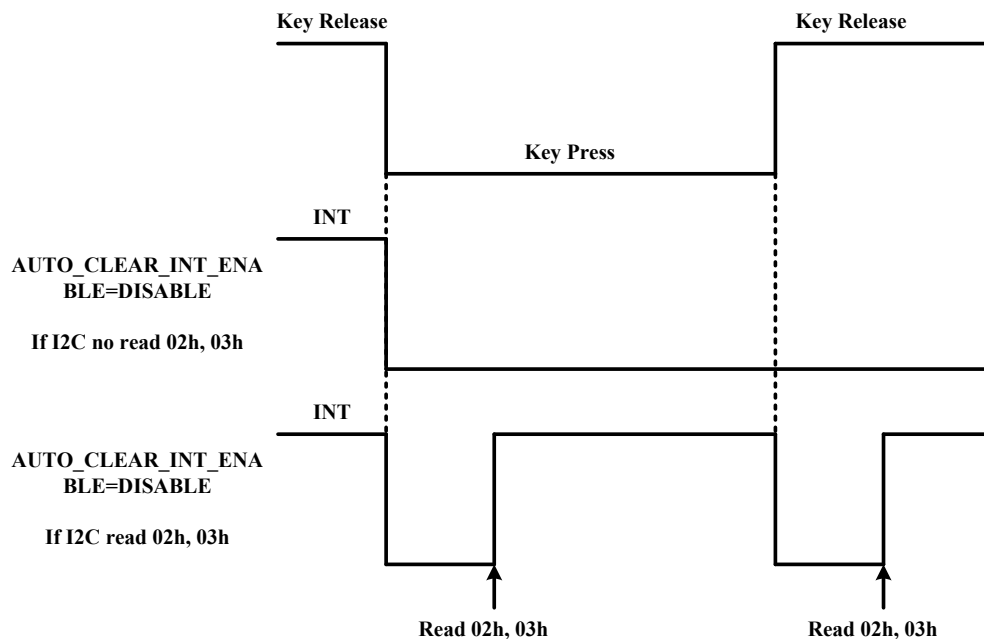 Key Release
Key Release
Key Press
INT
AUTO_CLEAR_INT_ENA
BLE=DISABLE
If I2C no read 02h, 03h
INT
AUTO_CLEAR_INT_ENA
BLE=DISABLE
If I2C read 02h, 03h
Read 02h, 03h
Read 02h, 03h